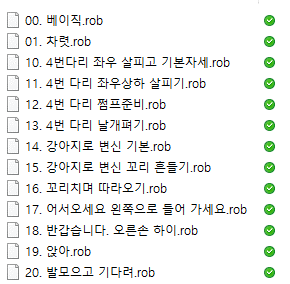 00. 베이직.rob
01. 차렷.rob
10. 4번다리 좌우 살피고 기본자세.rob
11. 4번 다리 좌우상하 살피기.rob
12. 4번 다리 쩜프준비.rob
13. 4번 다리 날개펴기.rob
14. 강아지로 변신 기본.rob
15. 강아지로 변신 꼬리 흔들기.rob
16. 꼬리치며 따라오기.rob
17. 어서오세요 왼쪽으로 들어 가세요.rob
18. 반갑습니다. 오른손 하이.rob
19. 앉아.rob
20. 발모으고 기다려.rob